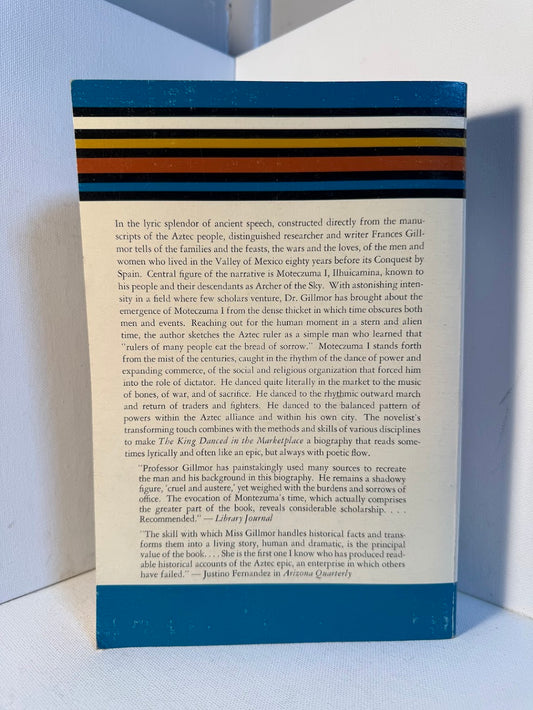 In the lyric splendor of ancient speech, constructed directly from the manu-
scripts of the Aztec people, distinguished researcher and writer Frances Gill-
mor tells of the families and the feasts, the wars and the loves, of the men and
women who lived in the Valley of Mexico eighty years before its Conquest by
Spain. Central figure of the narrative is Moteczuma I, Ilhuicamina, known to
his people and their descendants as Archer of the Sky. With astonishing inten-
sity in a field where few scholars venture, Dr. Gillmor has brought about the
emergence of Moteczuma I from the dense thicket in which time obscures both
men and events. Reaching out for the human moment in a stern and alien
time, the author sketches the Aztec ruler as a simple man who learned that
"rulers of many people eat the bread of sorrow." Moteczuma I stands forth
from the mist of the centuries, caught in the rhythm of the dance of power and
expanding commerce, of the social and religious organization that forced him
into the role of dictator. He danced quite literally in the market to the music
of bones, of war, and of sacrifice. He danced to the rhythmic outward march
and return of traders and fighters. He danced to the balanced pattern of
powers within the Aztec alliance and within his own city. The novelist's
transforming touch combines with the methods and skills of various disciplines
to make The King Danced in the Marketplace a biography that reads some-
times lyrically and often like an epic, but always with poetic flow.
"Professor Gillmor has painstakingly used many sources to recreate
the man and his background in this biography. He remains a shadowy
figure, 'cruel and austere,' yet weighed with the burdens and sorrows of
office. The evocation of Montezuma's time, which actually comprises
the greater part of the book, reveals considerable scholarship. . . .
Recommended." — Library Journal
"The skill with which Miss Gillmor handles historical facts and trans-
forms them into a living story, human and dramatic, is the principal
value of the book. . . . She is the first one I know who has produced read-
able historical accounts of the Aztec epic, an enterprise in which others
have failed." — Justino Fernandez in Arizona Quarterly